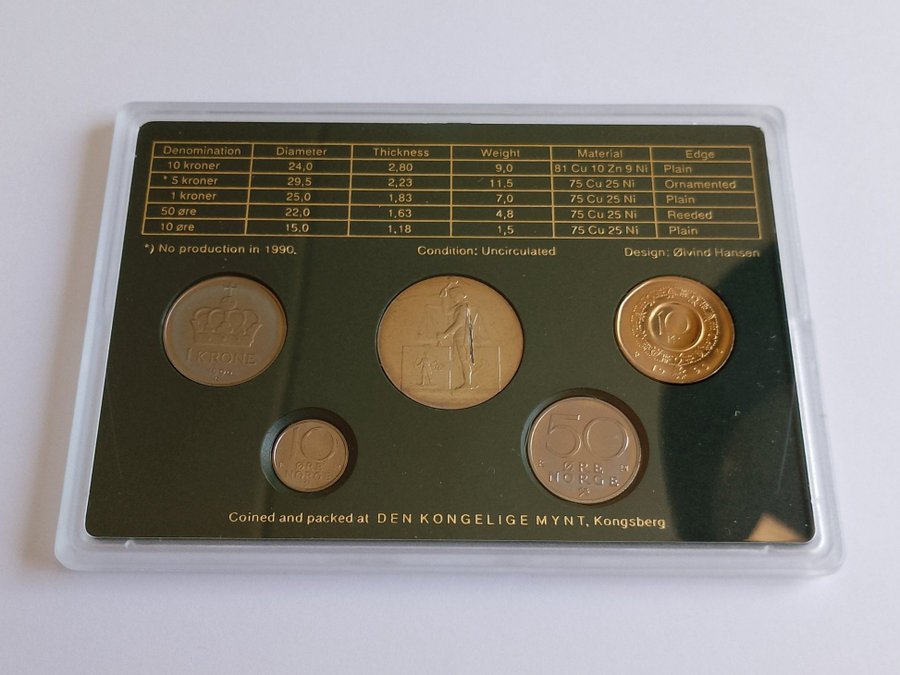 Denomination Diameter Thickness Weight Material Edge
10 kroner 24,0 2,80 9,0 81 Cu 10 Zn 9 Ni Plain
* 5 kroner 29,5 2,23 11,5 75 Cu 25 Ni Ornamented
1 kroner 25,0 1,83 7,0 75 Cu 25 Ni Plain
50 øre 22,0 1,63 4,8 75 Cu 25 Ni Reeded
10 øre 15,0 1,18 1,5 75 Cu 25 Ni Plain
*) No production in 1990. Condition: Uncirculated Design: Øivind Hansen
1 KRONE
10
10
ØRE
NORGE
50
ØRE
NORGE
Coined and packed at DEN KONGELIGE MYNT, Kongsberg